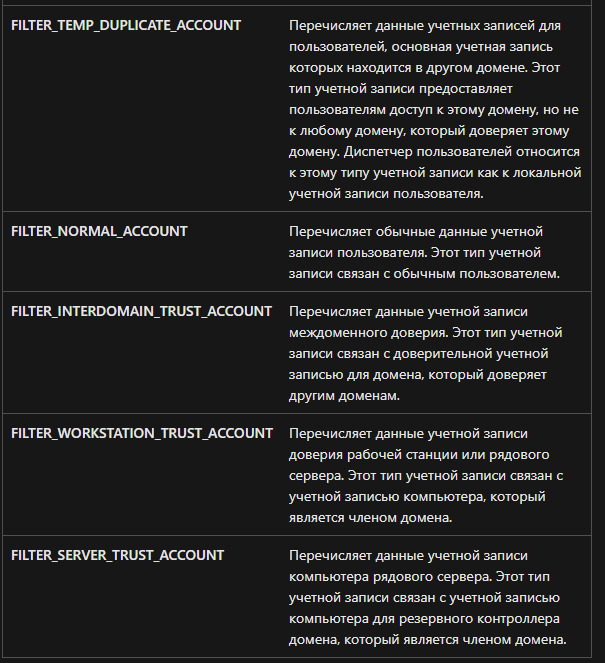 FILTER_TEMP_DUPLICATE_ACCOUNT
Перечисляет данные учетных записей для
пользователей, основная учетная запись
которых находится в другом домене. Этот
тип учетной записи предоставляет
пользователям доступ к этому домену, но не
к любому домену, который доверяет этому
домену. Диспетчер пользователей относится
к этому типу учетной записи как к локальной
учетной записи пользователя.
FILTER_NORMAL_ACCOUNT
Перечисляет обычные данные учетной
записи пользователя. Этот тип учетной
записи связан с обычным пользователем.
FILTER_INTERDOMAIN_TRUST_ACCOUNT
Перечисляет данные учетной записи
междоменного доверия. Этот тип учетной
записи связан с доверительной учетной
записью для домена, который доверяет
другим доменам.
FILTER_WORKSTATION_TRUST_ACCOUNT
Перечисляет данные учетной записи
доверия рабочей станции или рядового
сервера. Этот тип учетной записи связан с
учетной записью компьютера, который
является членом домена.
FILTER_SERVER_TRUST_ACCOUNT
Перечисляет данные учетной записи
компьютера рядового сервера. Этот тип
учетной записи связан с учетной записью
компьютера для резервного контроллера
домена, который является членом домена.